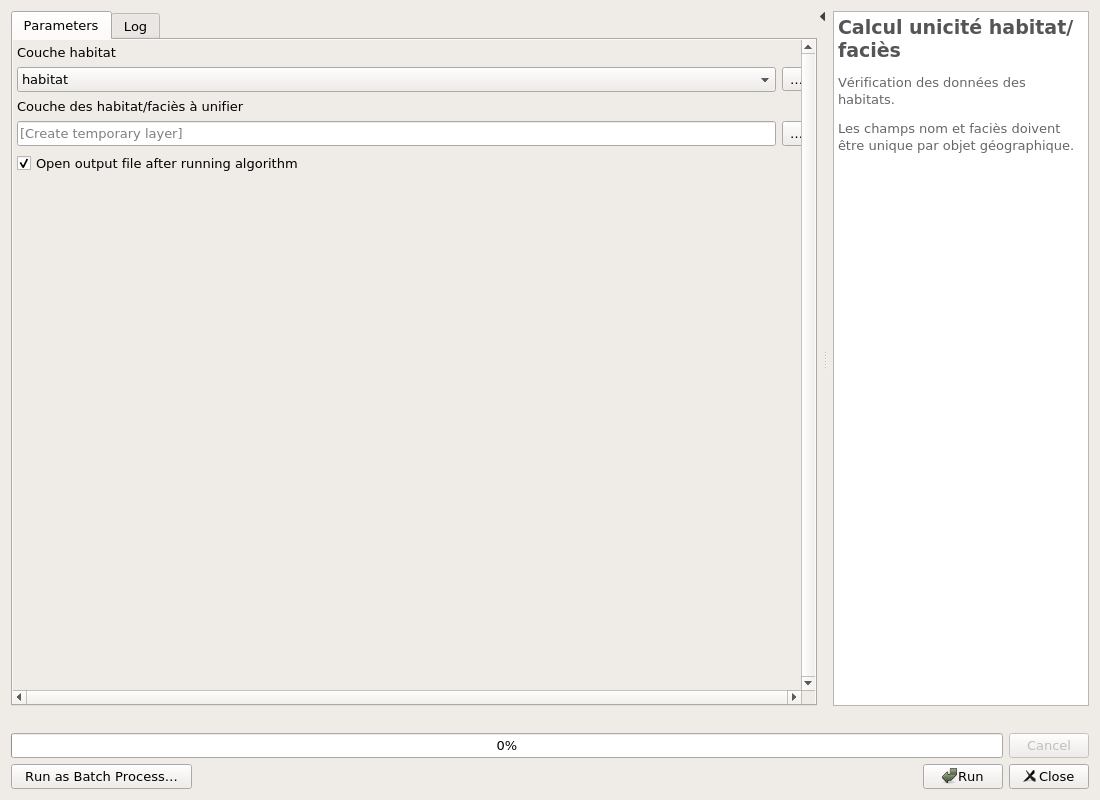 Parameters
Log
Couche habitat
habitat
...
Couche des habitat/faciès à unifier
[Create temporary layer]
...
Open output file after running algorithm
Calcul unicité habitat/
faciès
Vérification des données des
habitats.
Les champs nom et faciès doivent
être unique par objet géographique.
0%
Cancel
Run as Batch Process...
Run
Close